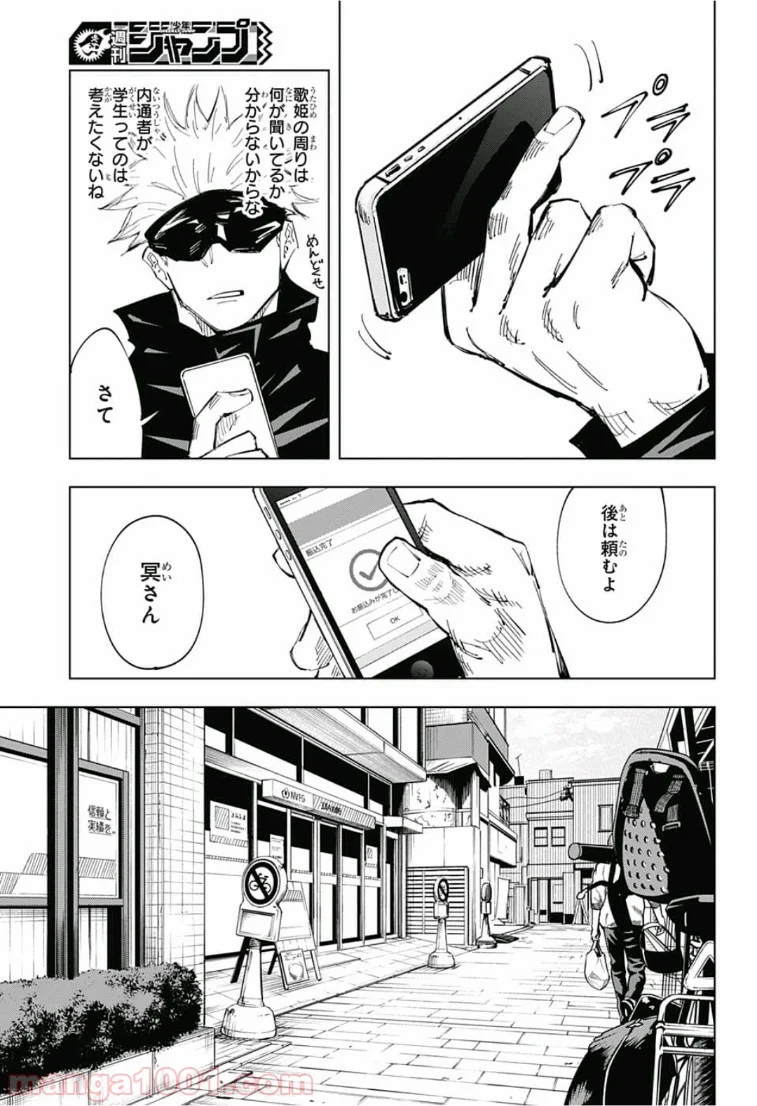 週刊
少年
ジャンプ
プラプラ
歌姫の周りは
何が聞いてるか
分からないからな
内通者が
学生ってのは
考えたくないね
めんどくせ
さて
後は頼むよ
振込完了
お振込みが完了し
OK
冥さん
信頼と
実績を
NVFS
manga1001.com